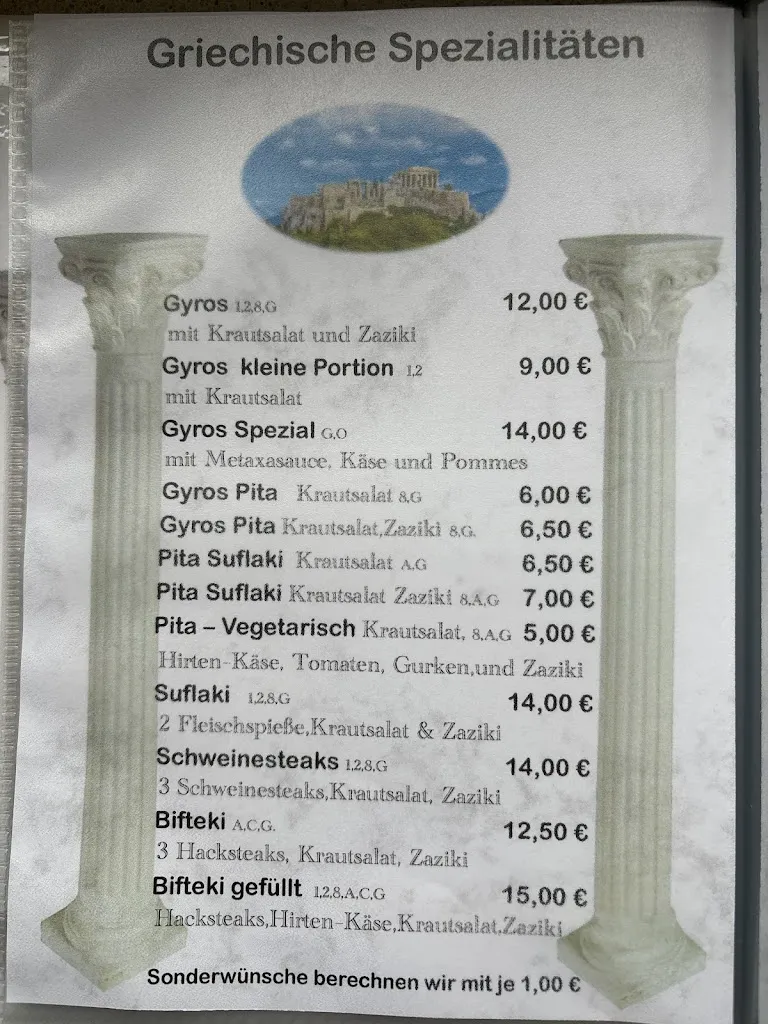 Griechische Spezialitäten
Gyros 1,2,8,G 12,00 €
mit Krautsalat und Zaziki
Gyros kleine Portion 1,2 9,00 €
mit Krautsalat
Gyros Spezial G,O 14,00 €
mit Metaxasauce, Käse und Pommes
Gyros Pita Krautsalat 8,G 6,00 €
Gyros Pita Krautsalat,Zaziki 8,G. 6,50 €
Pita Suflaki Krautsalat A,G 6,50 €
Pita Suflaki Krautsalat Zaziki 8,A,G 7,00 €
Pita – Vegetarisch Krautsalat, 8,A,G 5,00 €
Hirten-Käse, Tomaten, Gurken,und Zaziki
Suflaki 1,2,8,G 14,00 €
2 Fleischspieße,Krautsalat & Zaziki
Schweinesteaks 1,2,8,G 14,00 €
3 Schweinesteaks,Krautsalat, Zaziki
Bifteki A,C,G. 12,50 €
3 Hacksteaks, Krautsalat, Zaziki
Bifteki gefüllt 1,2,8,A,C,G 15,00 €
Hacksteaks,Hirten-Käse,Krautsalat,Zaziki
Sonderwünsche berechnen wir mit je 1,00 €